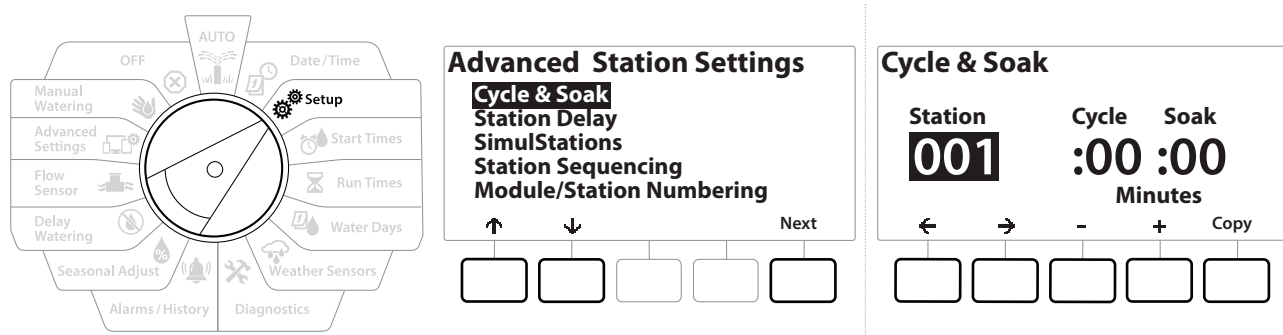 AUTO
OFF
Date/Time
Manual
Watering
Setup
Advanced
Settings
Start Times
Flow
Sensor
Run Times
Delay
Watering
Water Days
Seasonal Adjust
%
Weather Sensors
Alarms/History
Diagnostics
1
1
Advanced Station Settings
Cycle & Soak
Station Delay
SimulStations
Station Sequencing
Module/Station Numbering
↑ ↓ Next
Cycle & Soak
Station Cycle Soak
001 :00 :00
Minutes
← → - + Copy